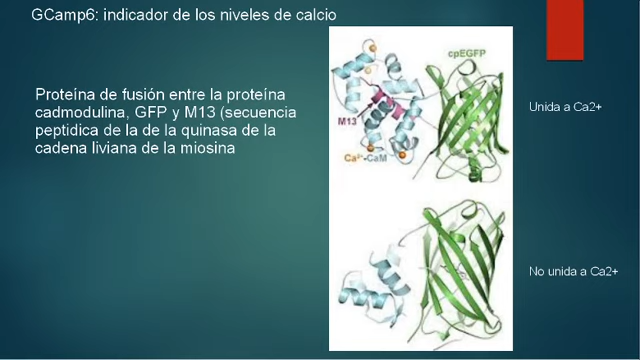 GCamp6: indicador de los niveles de calcio
Proteína de fusión entre la proteína
cadmodulina, GFP y M13 (secuencia
peptidica de la de la quinasa de la
cadena liviana de la miosina
cpEGFP
M13
Ca²⁺-CaM
Unida a Ca2+
No unida a Ca2+